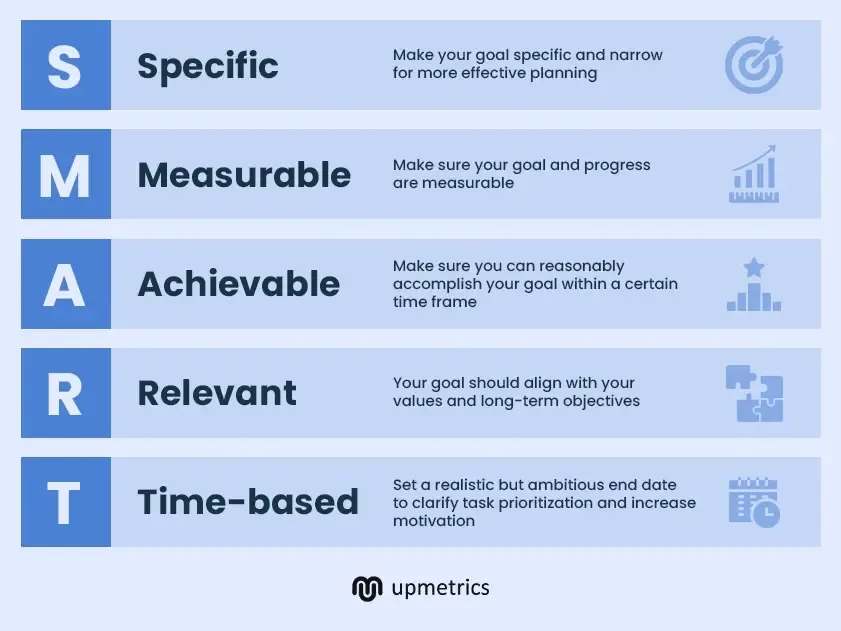 S
Specific
Make your goal specific and narrow
for more effective planning
M
Measurable
Make sure your goal and progress
are measurable
A
Achievable
Make sure you can reasonably
accomplish your goal within a certain
time frame
R
Relevant
Your goal should align with your
values and long-term objectives
T
Time-based
Set a realistic but ambitious end date
to clarify task prioritization and increase
motivation
upmetrics